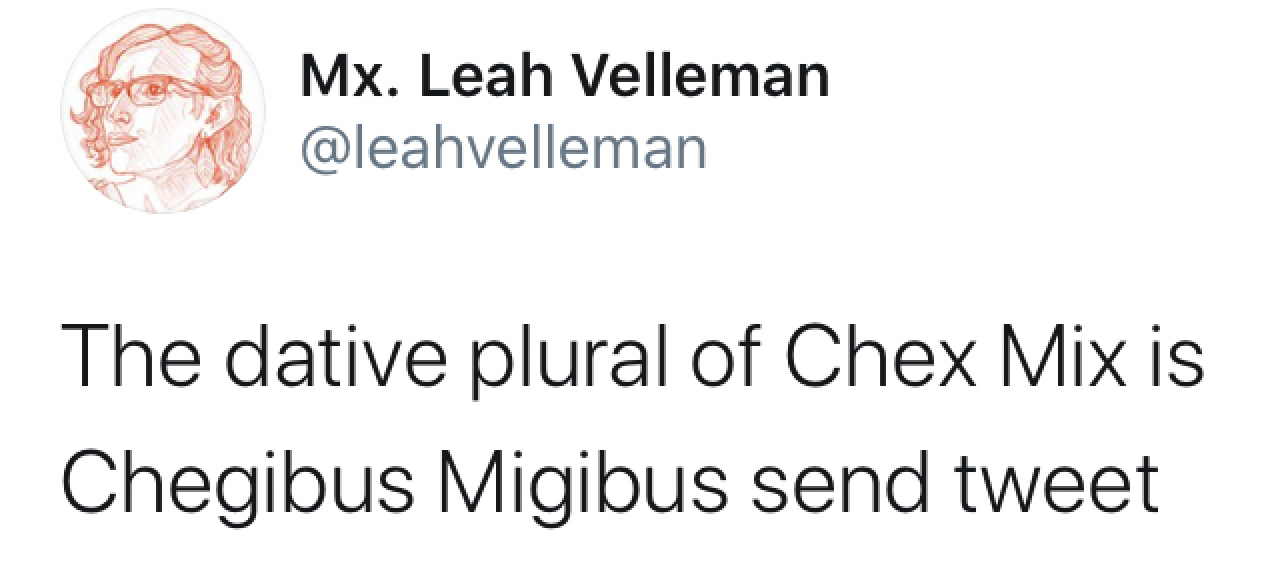 Mx. Leah Velleman
@leahvelleman
The dative plural of Chex Mix is
Chegibus Migibus send tweet